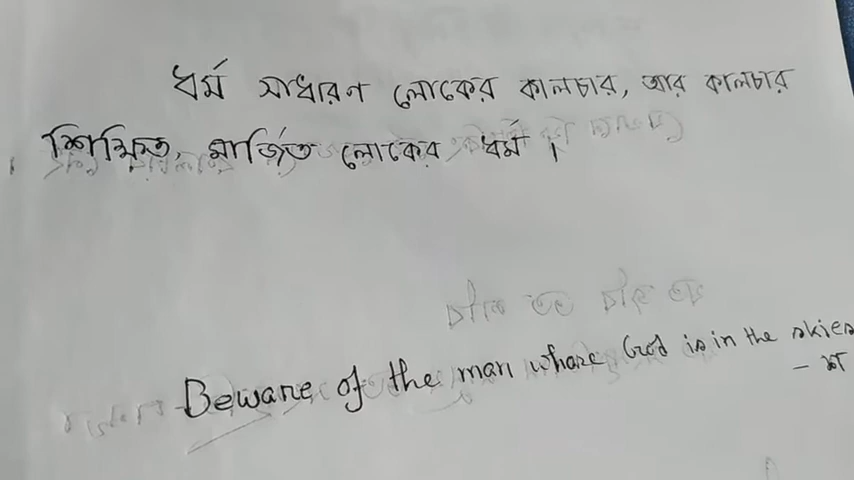 ধর্ম সাধারণ লোকের কালচার, আর কালচার
শিক্ষিত, মার্জিত লোকের ধর্ম।
Beware of the man whose God is in the skies
- শ